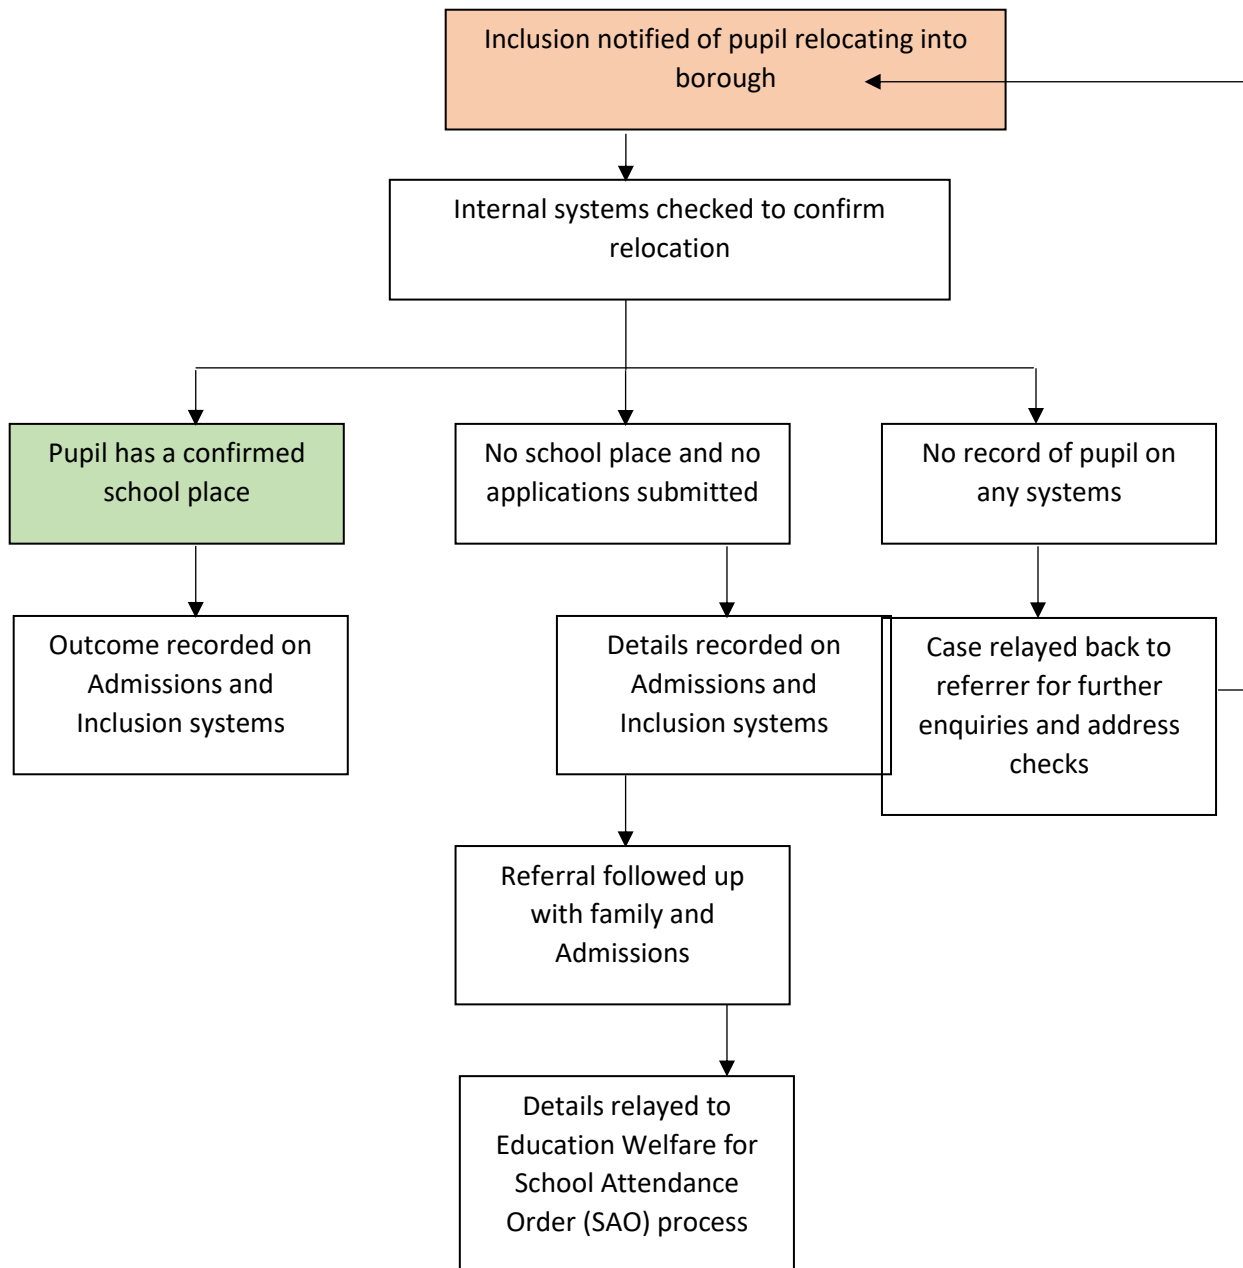 Inclusion notified of pupil relocating into
borough
Internal systems checked to confirm
relocation
Pupil has a confirmed
school place
No school place and no
applications submitted
No record of pupil on
any systems
Outcome recorded on
Admissions and
Inclusion systems
Details recorded on
Admissions and
Inclusion systems
Case relayed back to
referrer for further
enquiries and address
checks
Referral followed up
with family and
Admissions
Details relayed to
Education Welfare for
School Attendance
Order (SAO) process